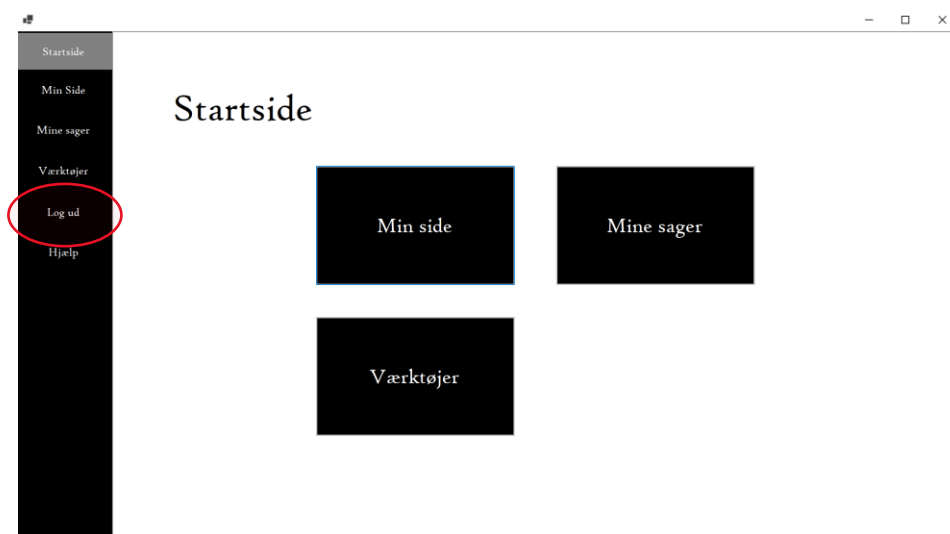 Startside
Min Side
Mine sager
Værktøjer
Log ud
Hjælp
Startside
Min side
Mine sager
Værktøjer